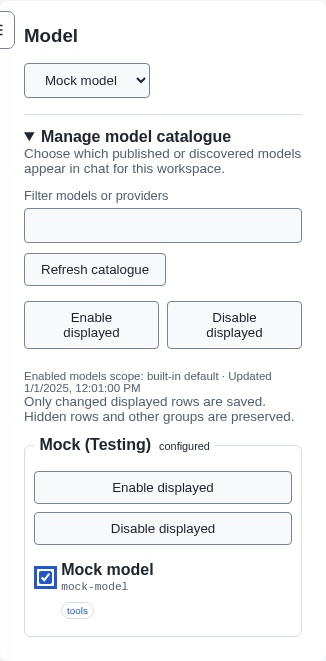 Model
Mock model
Manage model catalogue
Choose which published or discovered models
appear in chat for this workspace.
Filter models or providers
Refresh catalogue
Enable
displayed
Disable
displayed
Enabled models scope: built-in default · Updated
1/1/2025, 12:01:00 PM
Only changed displayed rows are saved.
Hidden rows and other groups are preserved.
Mock (Testing) configured
Enable displayed
Disable displayed
Mock model
mock-model
tools